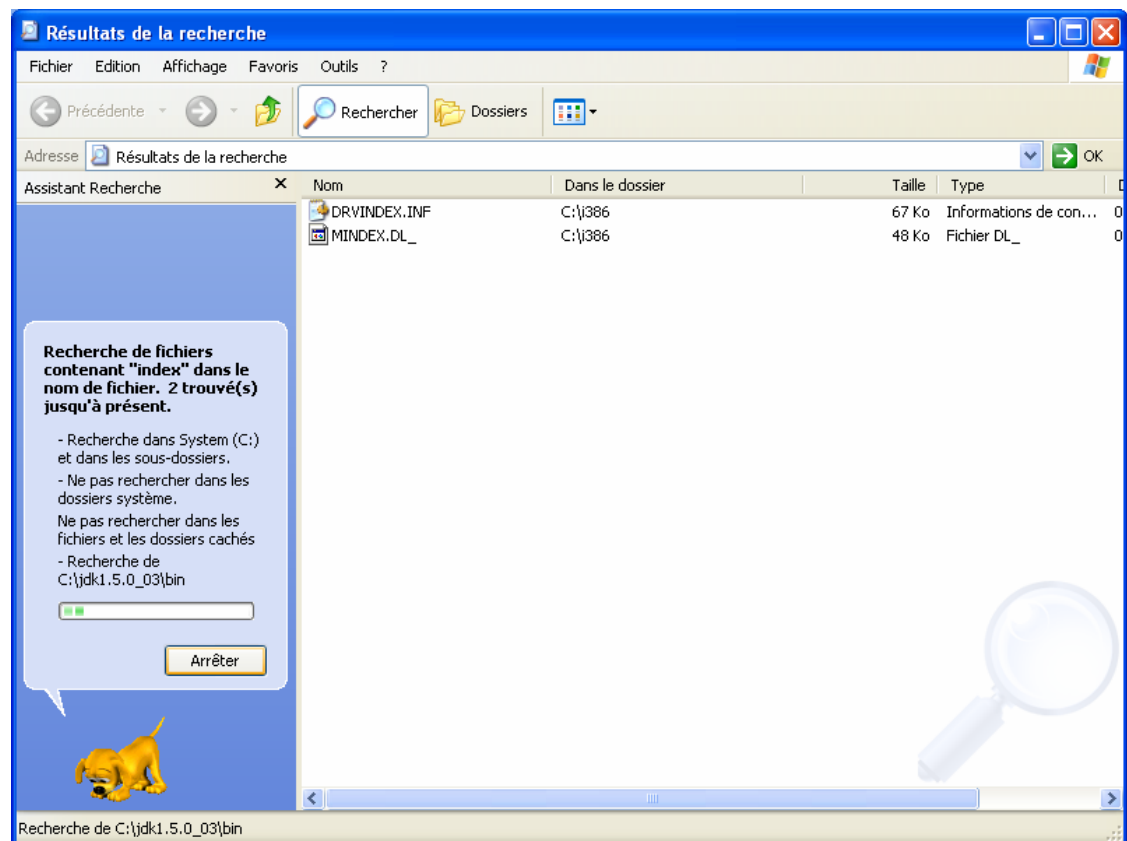 Résultats de la recherche
Fichier Edition Affichage Favoris Outils ?
Précédente Rechercher Dossiers
Adresse Résultats de la recherche OK
Assistant Recherche
Nom Dans le dossier Taille Type
DRVINDEX.INF C:\i386 67 Ko Informations de con... 0
MINDEX.DL_ C:\i386 48 Ko Fichier DL_ 0
Recherche de fichiers
contenant "index" dans le
nom de fichier. 2 trouvé(s)
jusqu'à présent.
- Recherche dans System (C:)
et dans les sous-dossiers.
- Ne pas rechercher dans les
dossiers système.
Ne pas rechercher dans les
fichiers et les dossiers cachés
- Recherche de
C:\jdk1.5.0_03\bin
Arrêter
Recherche de C:\jdk1.5.0_03\bin